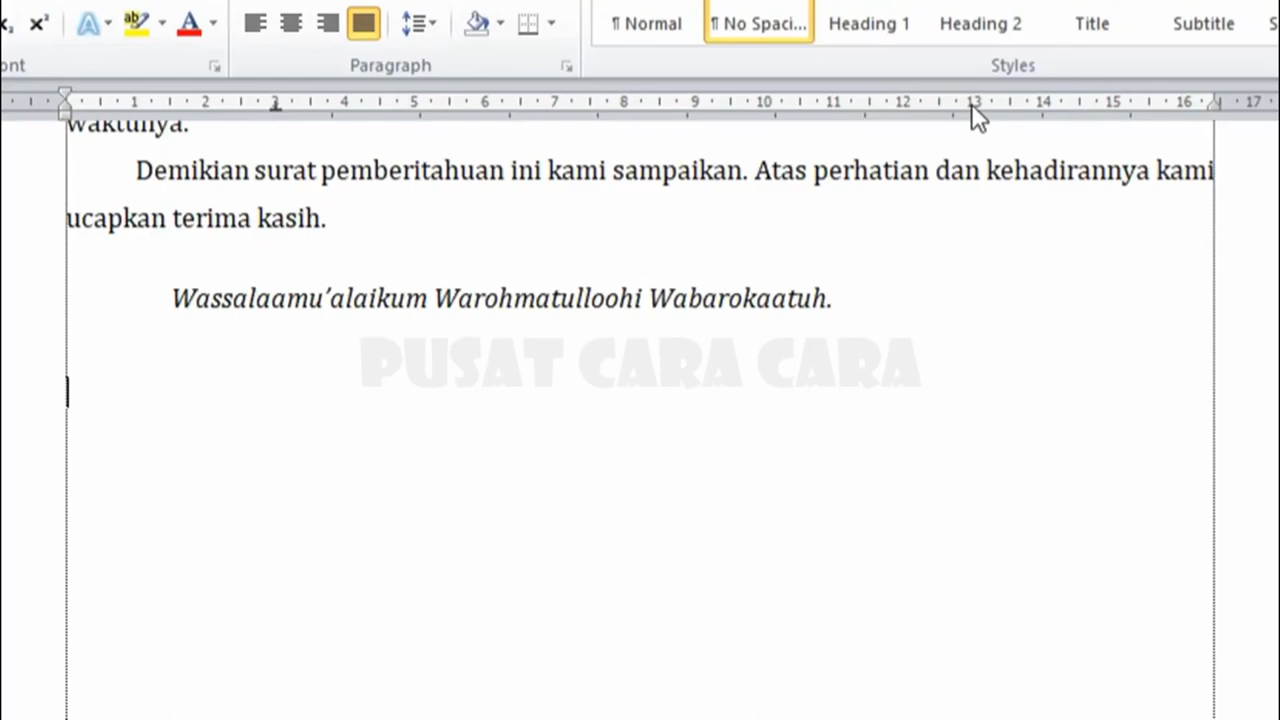 ont
Paragraph
Styles
¶ Normal
¶ No Spaci...
Heading 1
Heading 2
Title
Subtitle
S
1 2 3 4 5 6 7 8 9 10 11 12 13 14 15 16 17
waktunya.
Demikian surat pemberitahuan ini kami sampaikan. Atas perhatian dan kehadirannya kami
ucapkan terima kasih.
Wassalaamu’alaikum Warohmatulloohi Wabarokaatuh.
PUSAT CARA CARA